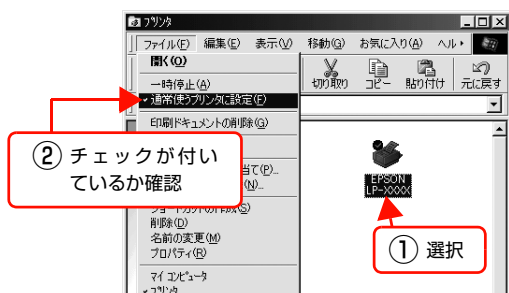 プリンタ
ファイル(F) 編集(E) 表示(V) 移動(G) お気に入り(A) ヘル
開く(O)
一時停止(A)
通常使うプリンタに設定(F)
印刷ドキュメントの削除(G)
切り取り コピー 貼り付け 元に戻す
② チェックが付い
ているか確認
当て(P)...
(N)...
ショートカットの作成(S)
削除(D)
名前の変更(M)
プロパティ(R)
マイ コンピュータ
プリンタ
EPSON
LP-XXXX
① 選択